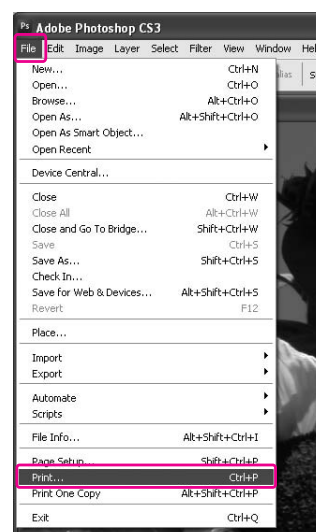 Ps Adobe Photoshop CS3
File Edit Image Layer Select Filter View Window Hel
New... Ctrl+N
Open... Ctrl+O
Browse... Alt+Ctrl+O
Open As... Alt+Shift+Ctrl+O
Open As Smart Object...
Open Recent
Device Central...
Close Ctrl+W
Close All Alt+Ctrl+W
Close and Go To Bridge... Shift+Ctrl+W
Save Ctrl+S
Save As... Shift+Ctrl+S
Check In...
Save for Web & Devices... Alt+Shift+Ctrl+S
Revert F12
Place...
Import
Export
Automate
Scripts
File Info... Alt+Shift+Ctrl+I
Page Setup... Shift+Ctrl+P
Print... Ctrl+P
Print One Copy Alt+Shift+Ctrl+P
Exit Ctrl+Q